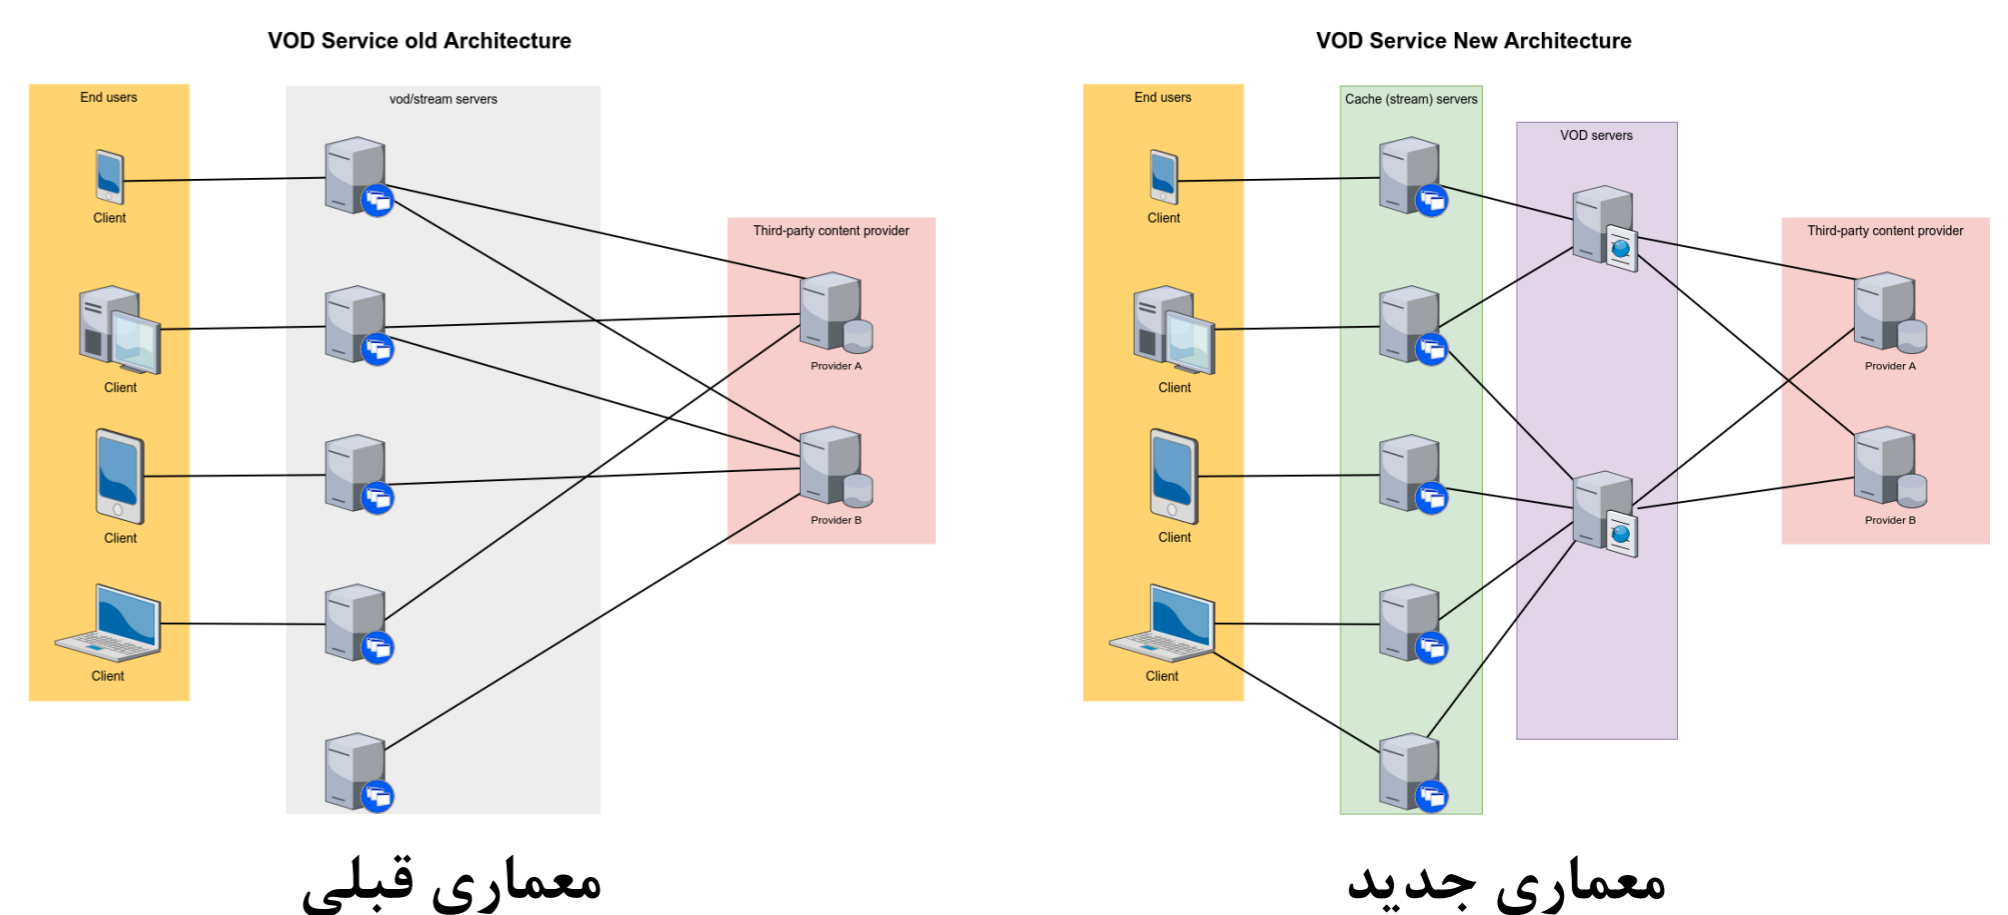 VOD Service old Architecture
End users
vod/stream servers
Client
Client
Client
Client
Third-party content provider
Provider A
Provider B
معماری قبلی
VOD Service New Architecture
End users
Cache (stream) servers
VOD servers
Client
Client
Client
Client
Third-party content provider
Provider A
Provider B
معماری جدید